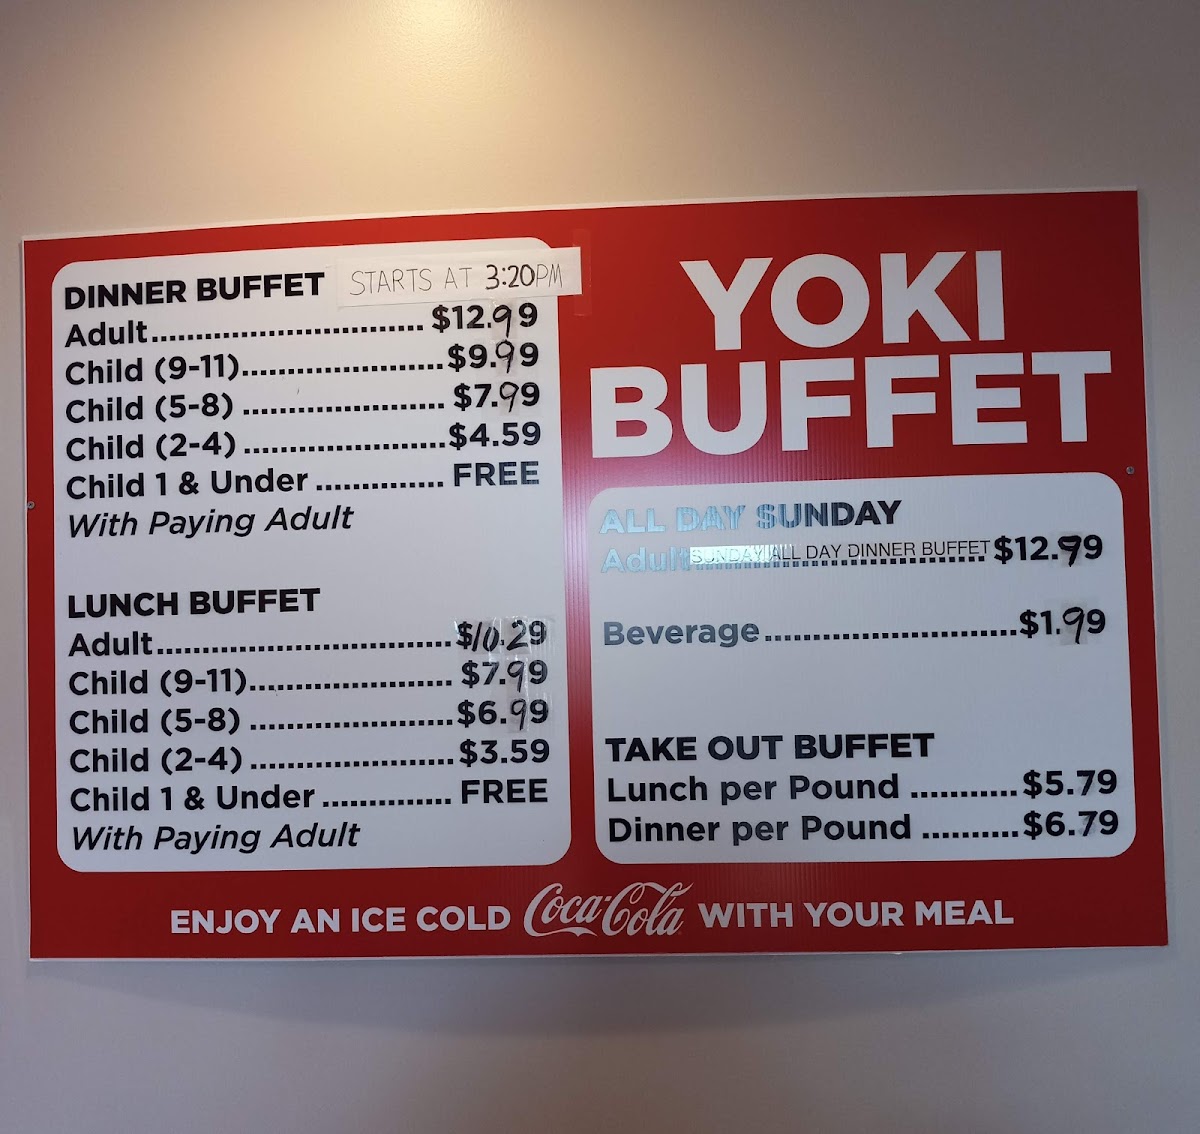 DINNER BUFFET STARTS AT 3:20PM
Adult................................ $12.99
Child (9-11).......................$9.99
Child (5-8) ....................... $7.99
Child (2-4) .......................$4.59
Child 1 & Under .............. FREE
With Paying Adult
LUNCH BUFFET
Adult..................................$10.29
Child (9-11)....................... $7.99
Child (5-8) .......................$6.99
Child (2-4) .......................$3.59
Child 1 & Under .............. FREE
With Paying Adult
YOKI
BUFFET
ALL DAY SUNDAY
Adult SUNDAY ALL DAY DINNER BUFFET $12.99
Beverage.............................$1.99
TAKE OUT BUFFET
Lunch per Pound ...........$5.79
Dinner per Pound ..........$6.79
ENJOY AN ICE COLD Coca-Cola WITH YOUR MEAL